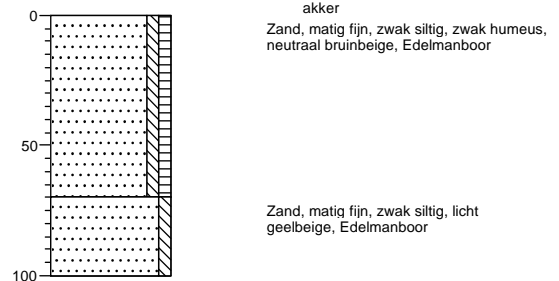 akker
0
Zand, matig fijn, zwak siltig, zwak humeus,
neutraal bruinbeige, Edelmanboor
50
Zand, matig fijn, zwak siltig, licht
geelbeige, Edelmanboor
100